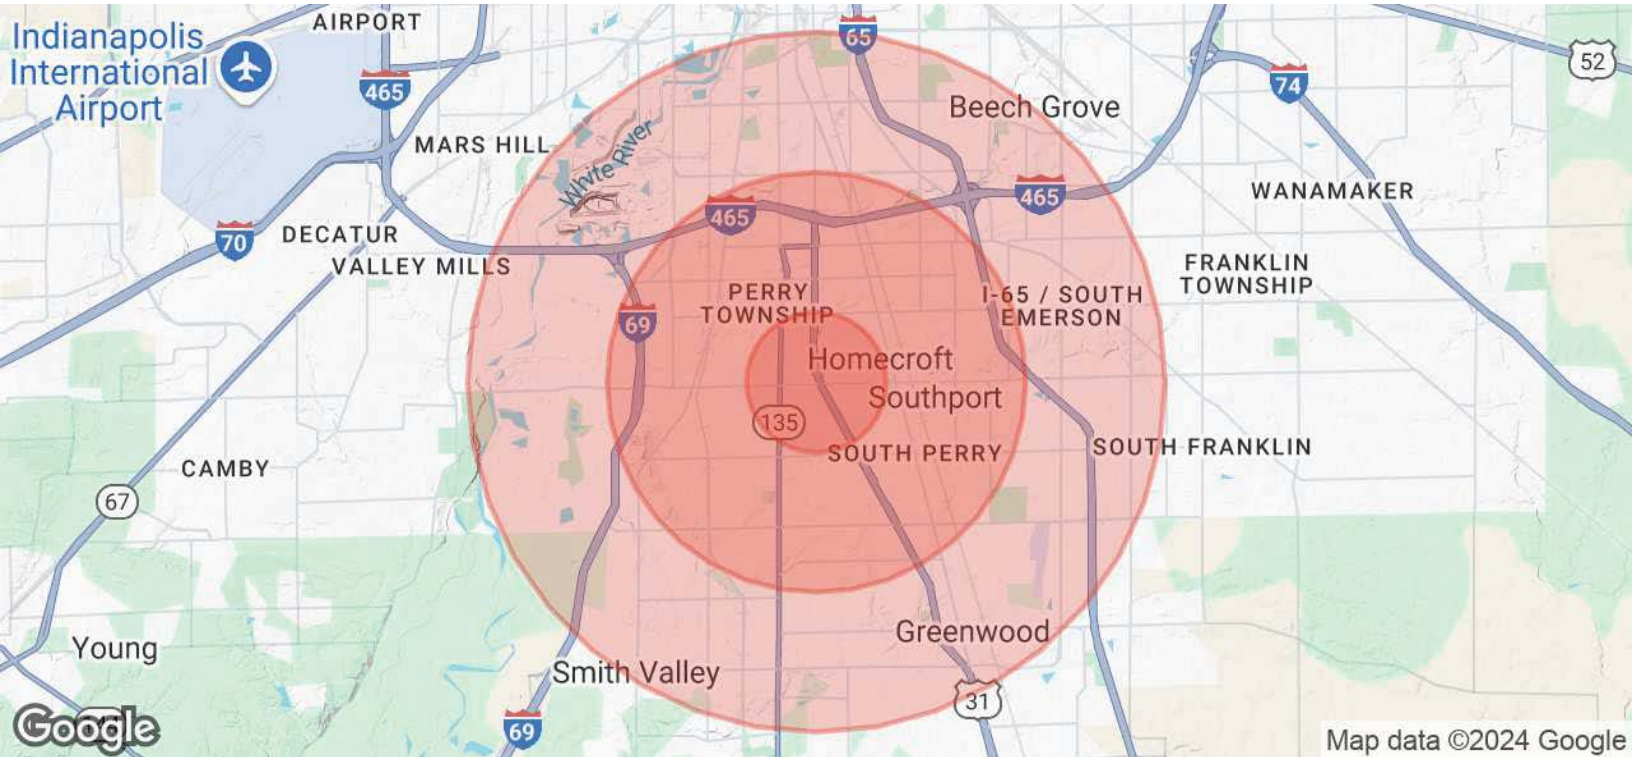 Indianapolis
International
Airport
AIRPORT
465
65
52
74
Beech Grove
MARS HILL
White River
465
465
WANAMAKER
70
DECATUR
VALLEY MILLS
FRANKLIN
TOWNSHIP
PERRY
TOWNSHIP
I-65 / SOUTH
EMERSON
69
Homecroft
Southport
135
SOUTH PERRY
SOUTH FRANKLIN
CAMBY
67
Young
Greenwood
Smith Valley
31
69
Google
Map data ©2024 Google